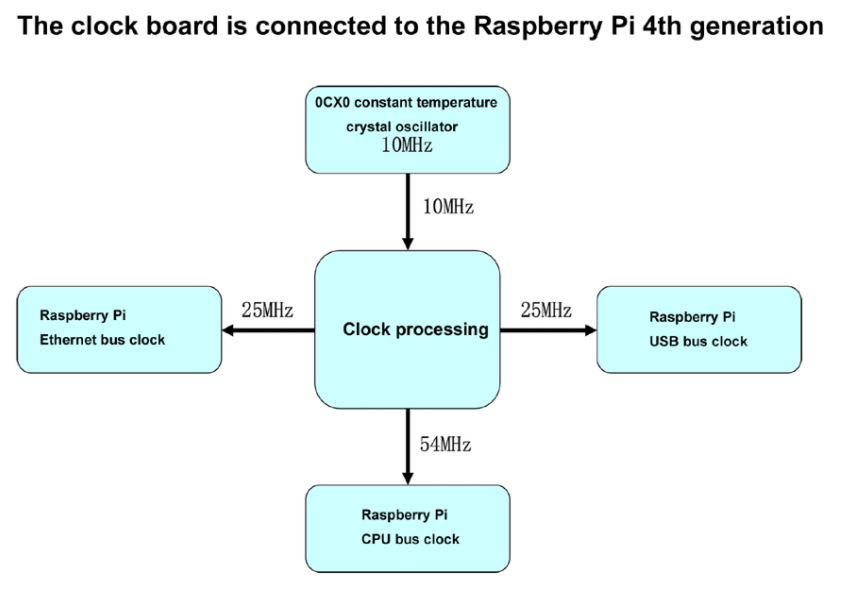 The clock board is connected to the Raspberry Pi 4th generation
0CX0 constant temperature
crystal oscillator
10MHz
10MHz
25MHz
25MHz
Raspberry Pi
Ethernet bus clock
Clock processing
Raspberry Pi
USB bus clock
54MHz
Raspberry Pi
CPU bus clock